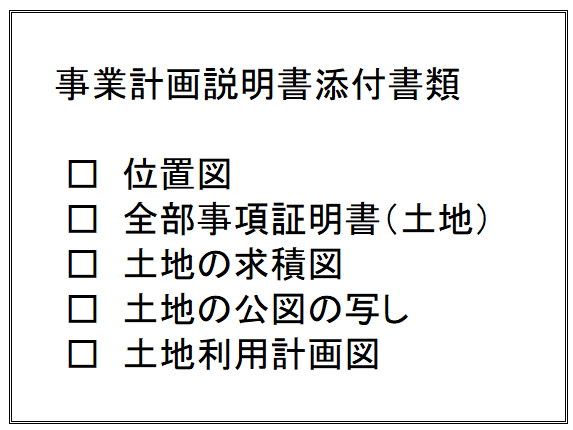 事業計画説明書添付書類
□ 位置図
□ 全部事項証明書（土地）
□ 土地の求積図
□ 土地の公図の写し
□ 土地利用計画図